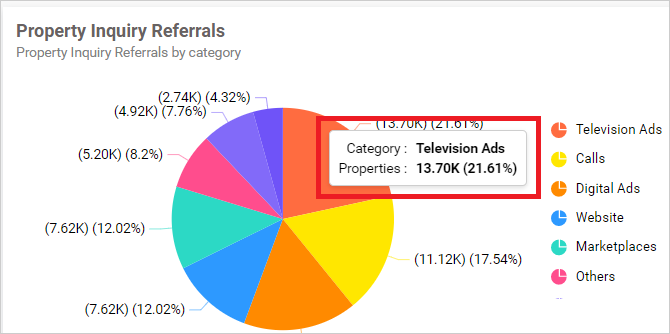 Property Inquiry Referrals
Property Inquiry Referrals by category
(2.74K) (4.32%)
(4.92K) (7.76%)
(13.70K) (21.61%)
Category : Television Ads
Properties : 13.70K (21.61%)
(5.20K) (8.2%)
(7.62K) (12.02%)
(11.12K) (17.54%)
(7.62K) (12.02%)
Television Ads
Calls
Digital Ads
Website
Marketplaces
Others